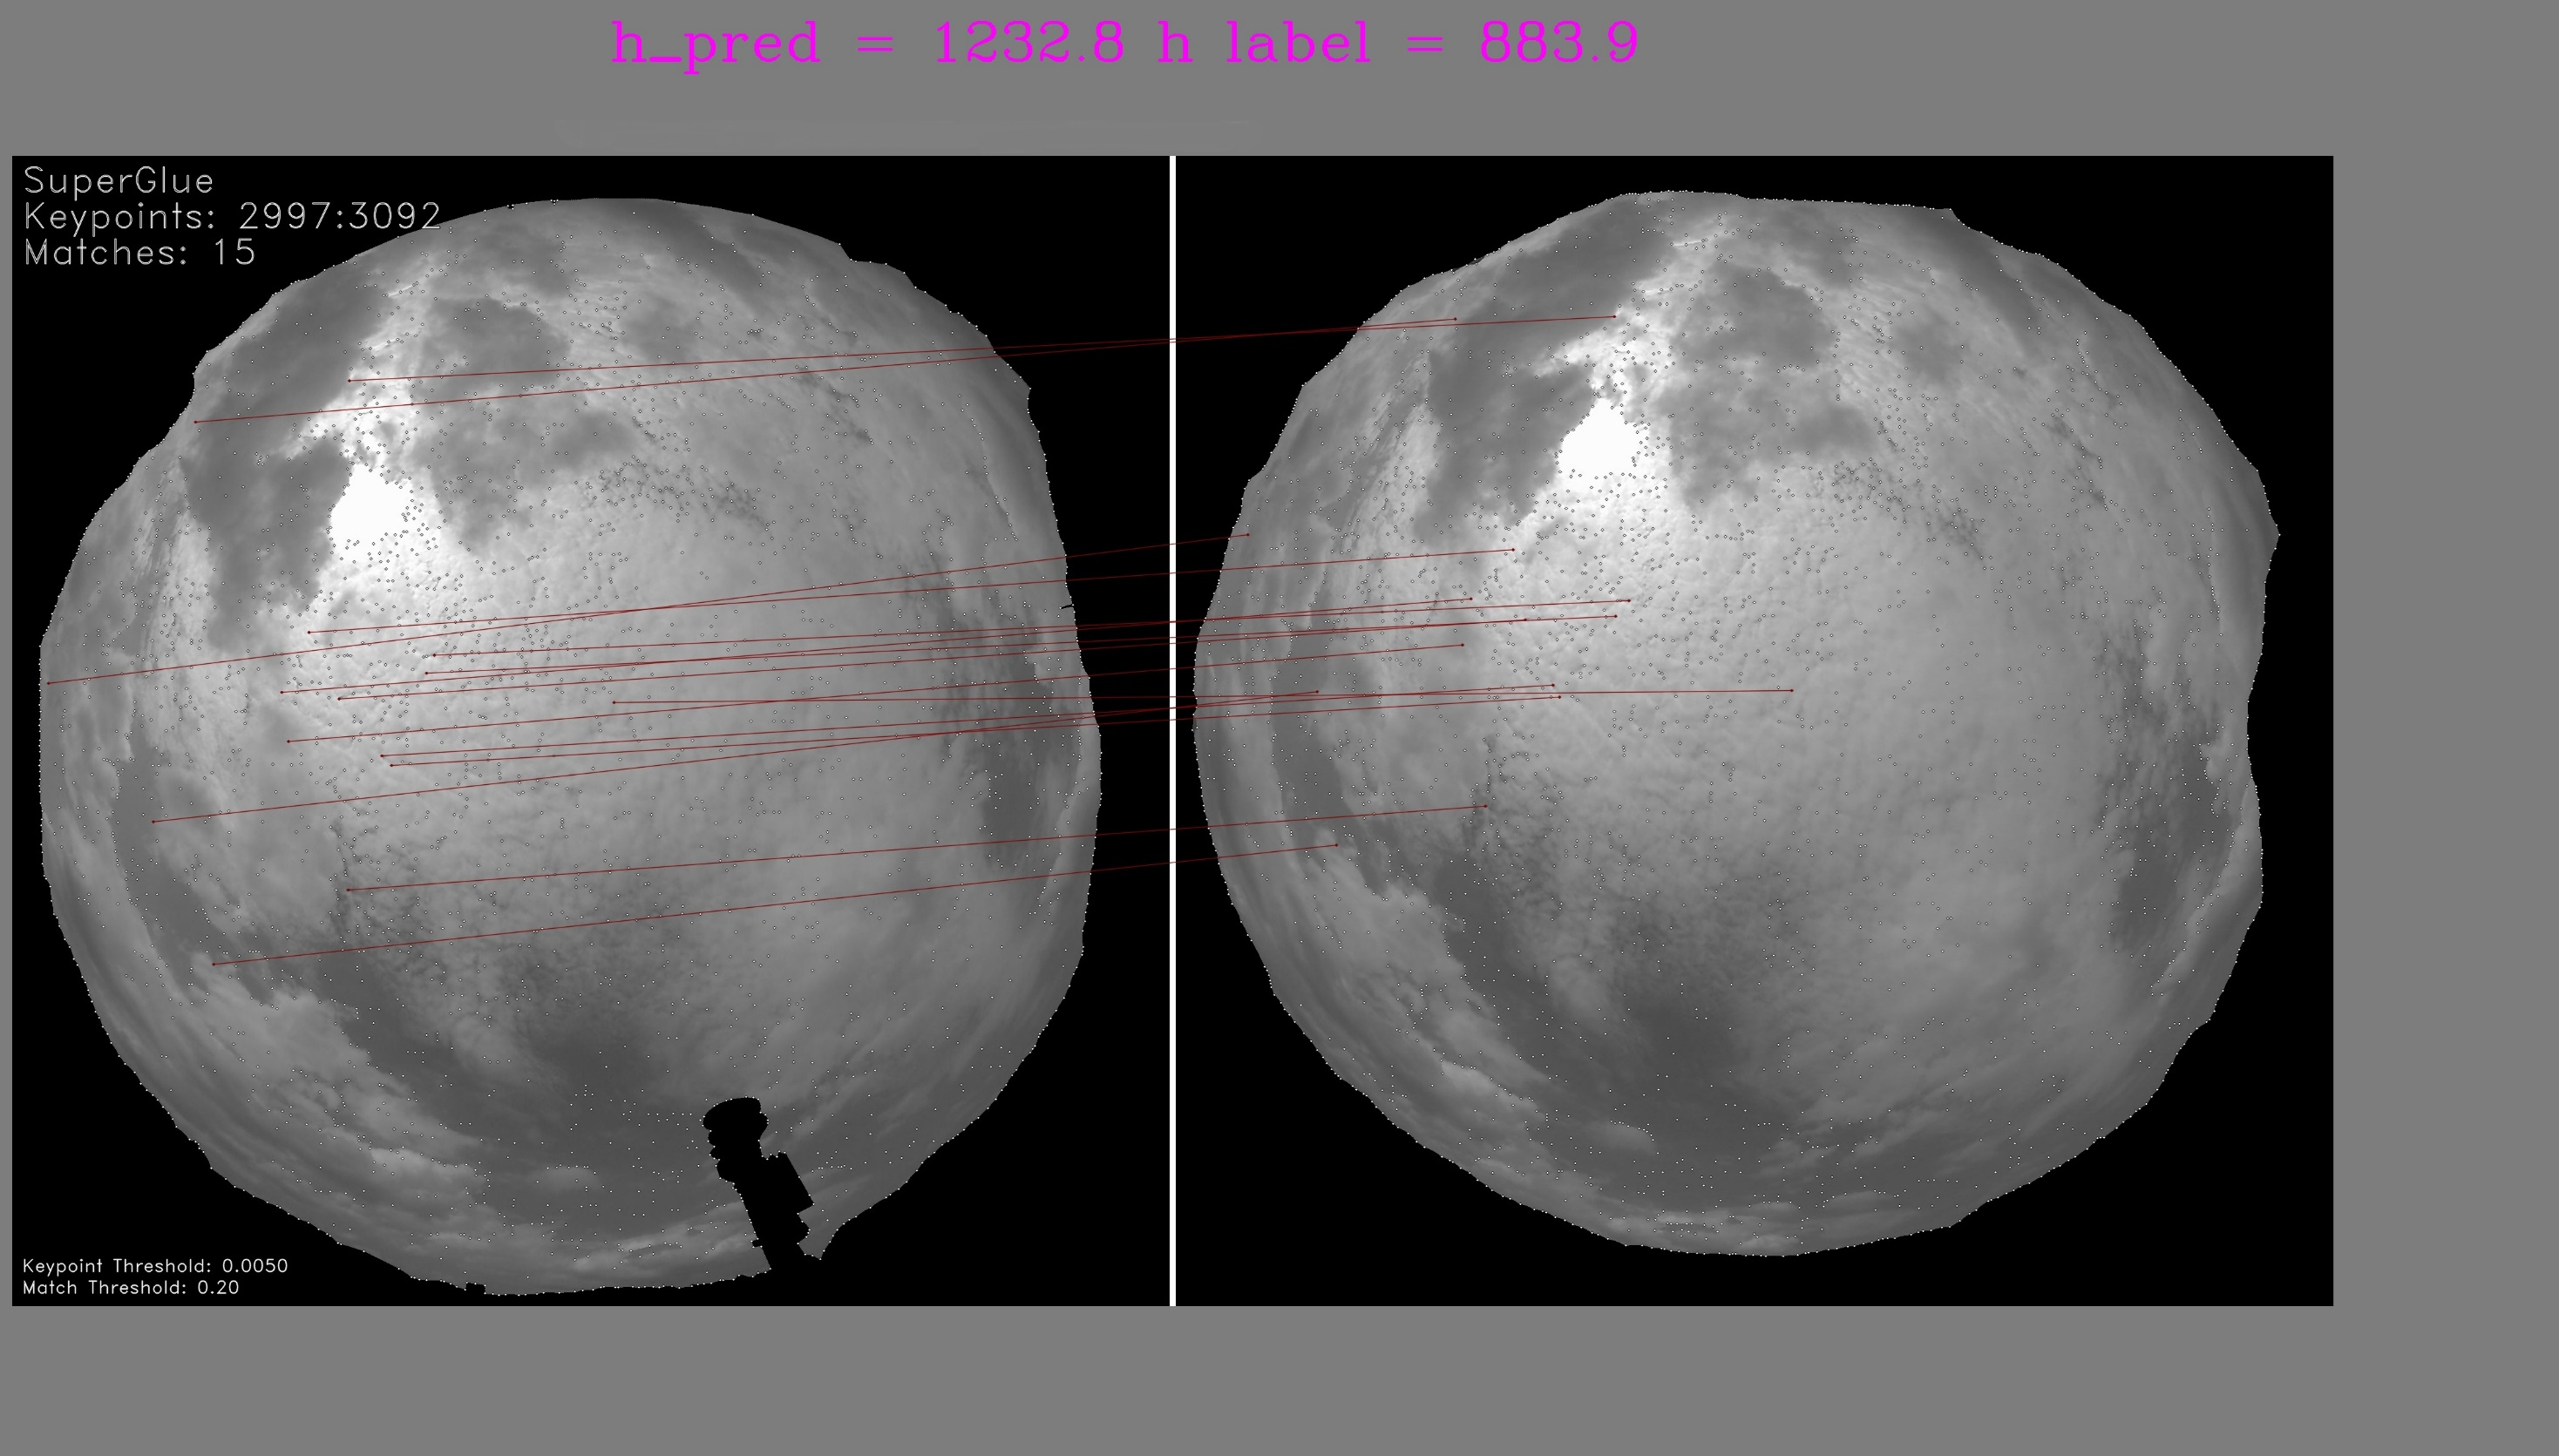 h_pred = 1232.8 h label = 883.9
SuperGlue
Keypoints: 2997:3092
Matches: 15
Keypoint Threshold: 0.0050
Match Threshold: 0.20